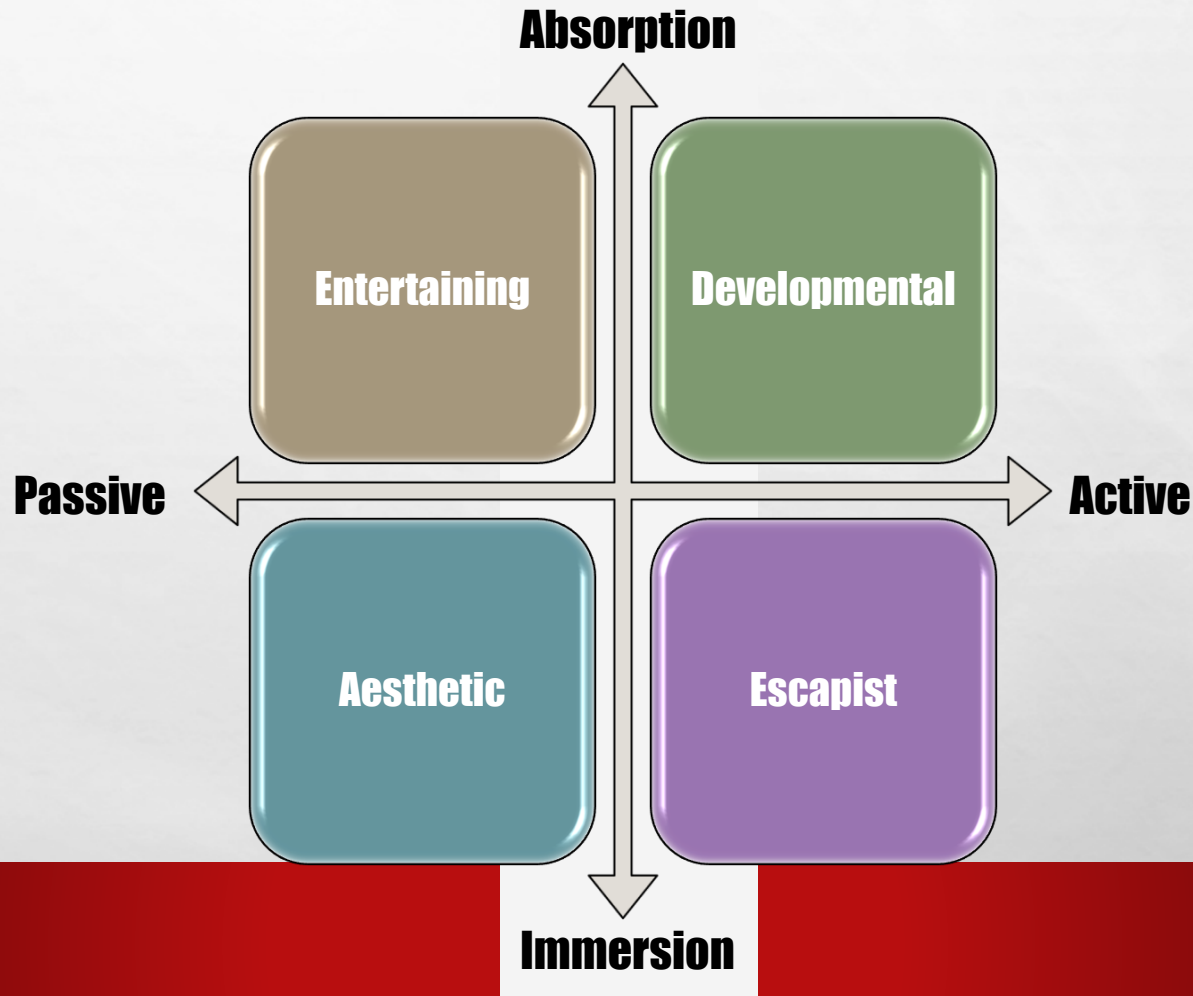 Absorption
Entertaining
Developmental
Passive
Active
Aesthetic
Escapist
Immersion